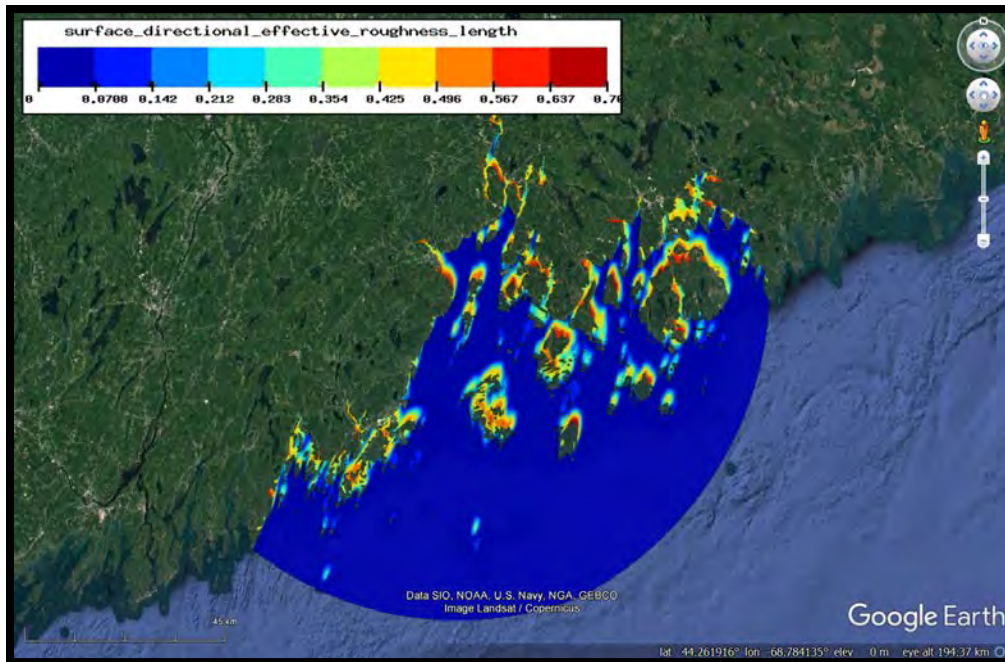 surface_directional_effective_roughness_length
0 0.0708 0.142 0.212 0.283 0.354 0.425 0.496 0.567 0.637
N
Data SIO, NOAA, U.S. Navy, NGA, GEBCO
Image Landsat / Copernicus
Google Earth
45 km
lat 44.261916° lon -68.784135° elev 0 m eye alt 194.37 km